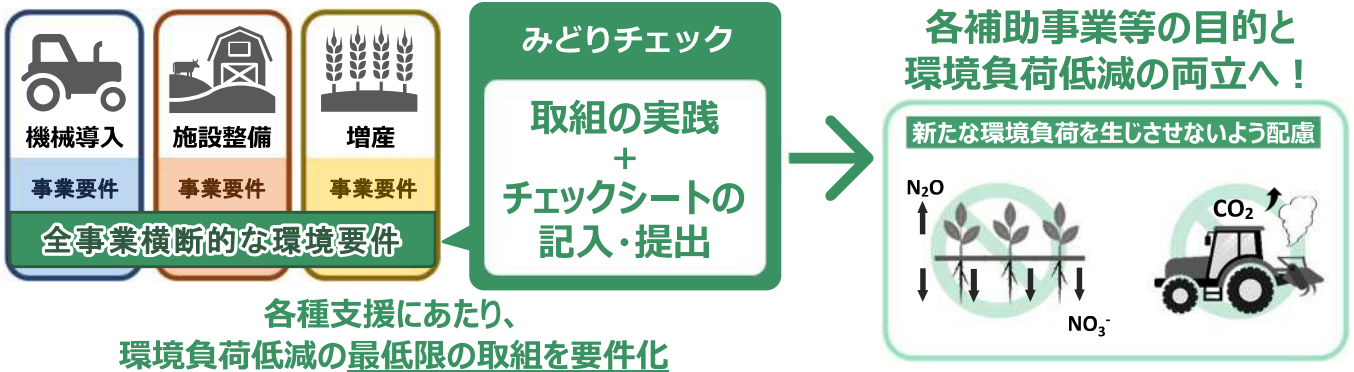 機械導入
事業要件
施設整備
事業要件
増産
事業要件
全事業横断的な環境要件
各種支援にあたり、
環境負荷低減の最低限の取組を要件化
みどりチェック
取組の実践
+
チェックシートの
記入・提出
各補助事業等の目的と
環境負荷低減の両立へ！
新たな環境負荷を生じさせないよう配慮
N₂O
NO₃⁻
CO₂